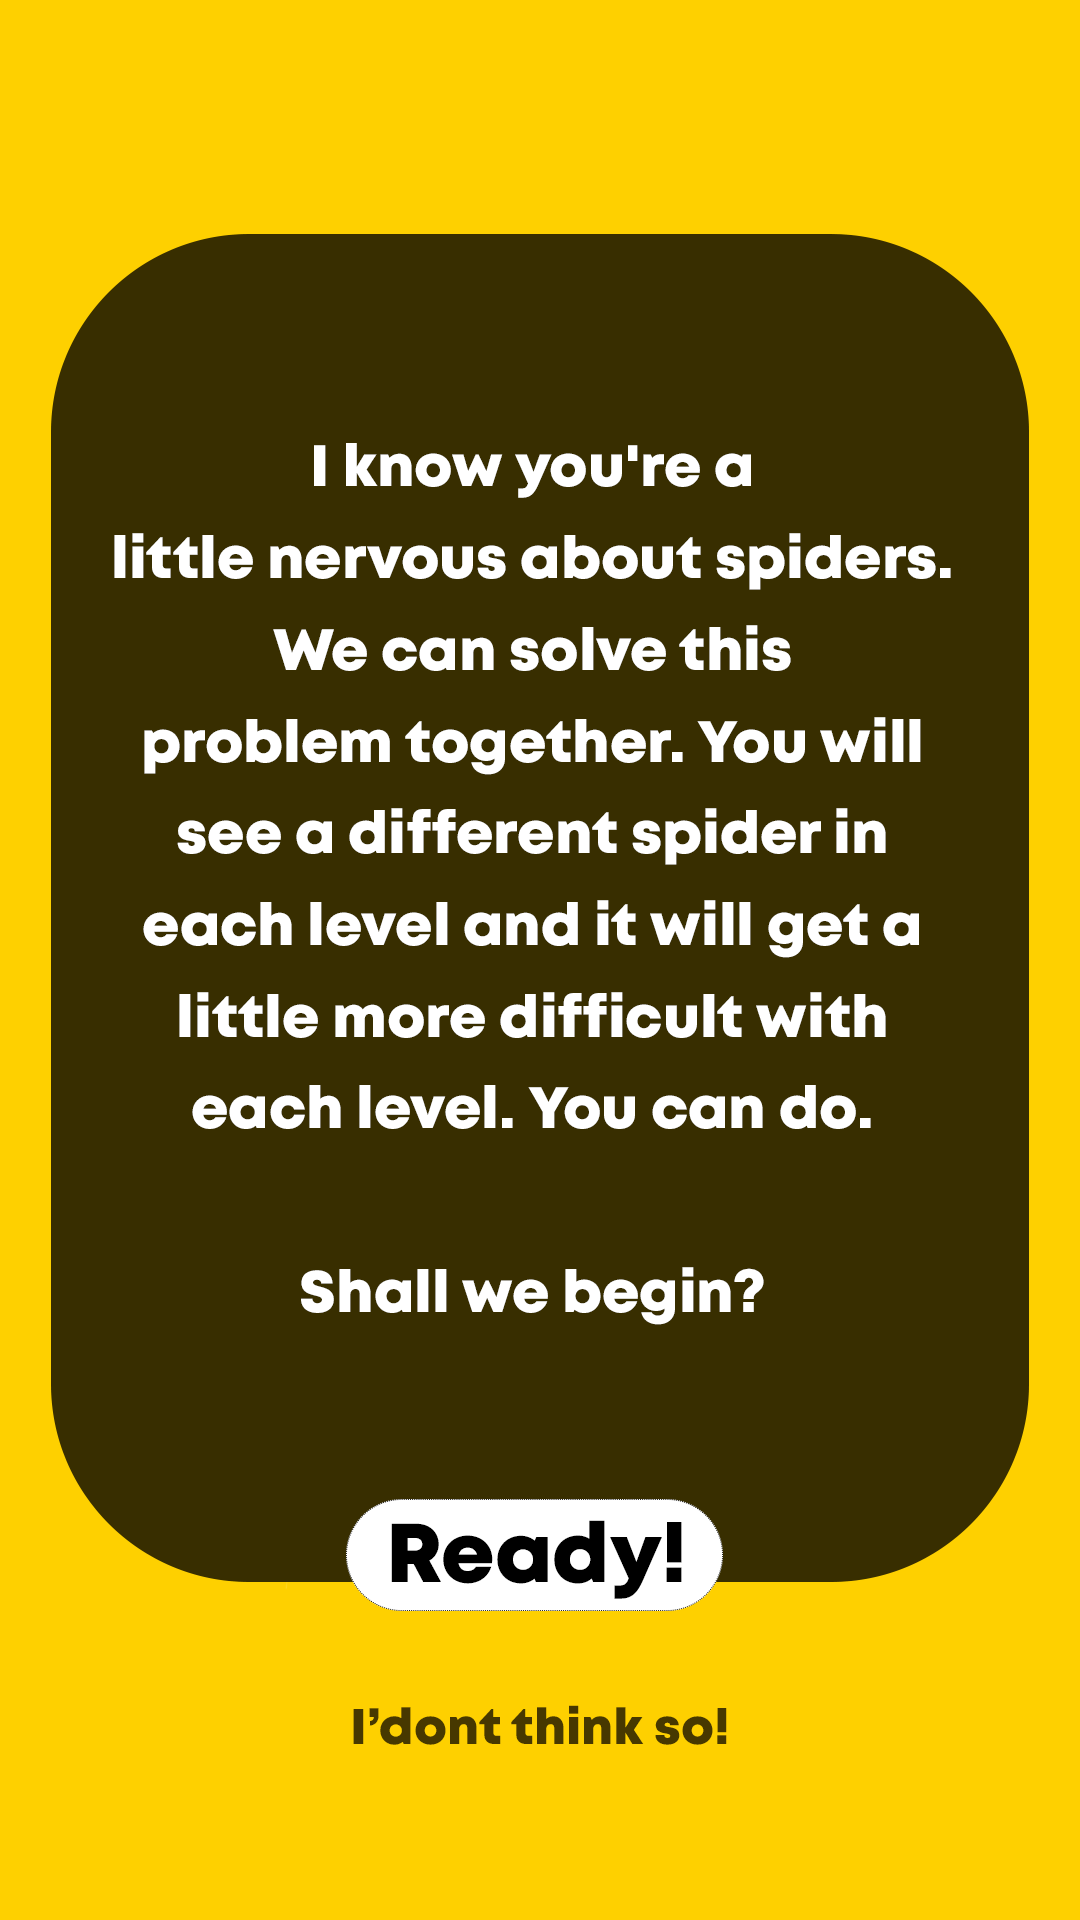 I know you're a
little nervous about spiders.
We can solve this
problem together. You will
see a different spider in
each level and it will get a
little more difficult with
each level. You can do.
Shall we begin?
Ready!
I’dont think so!